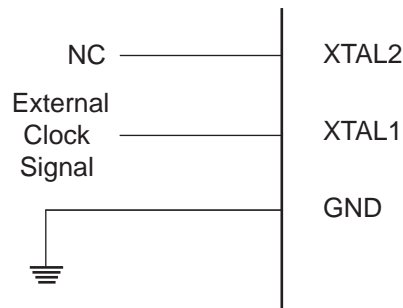 NC
XTAL2
External
Clock
Signal
XTAL1
GND